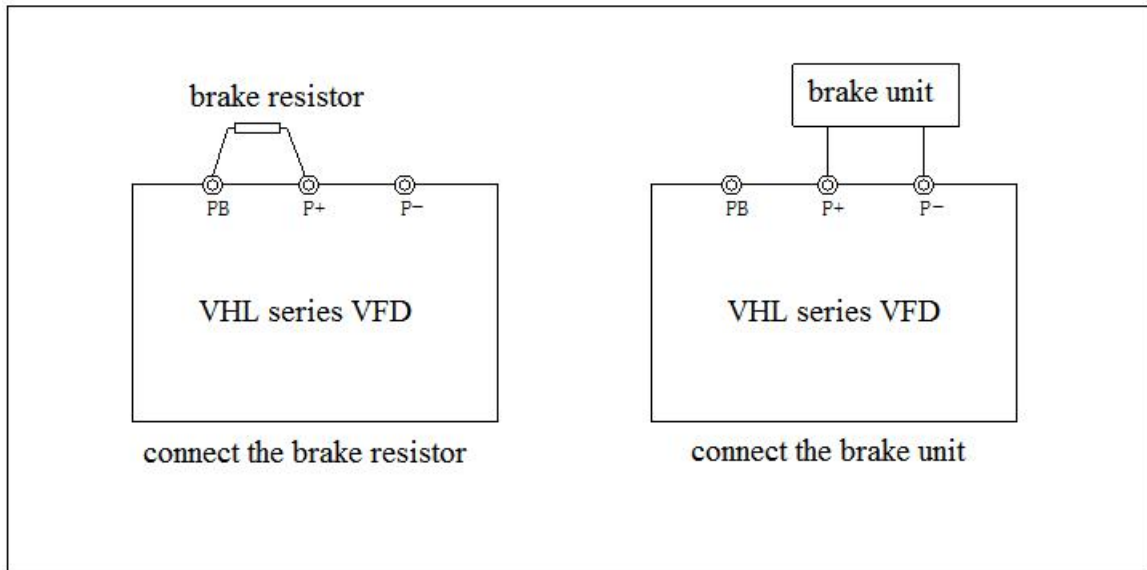 brake resistor
brake unit
PB P+ P-
PB P+ P-
VHL series VFD
VHL series VFD
connect the brake resistor
connect the brake unit